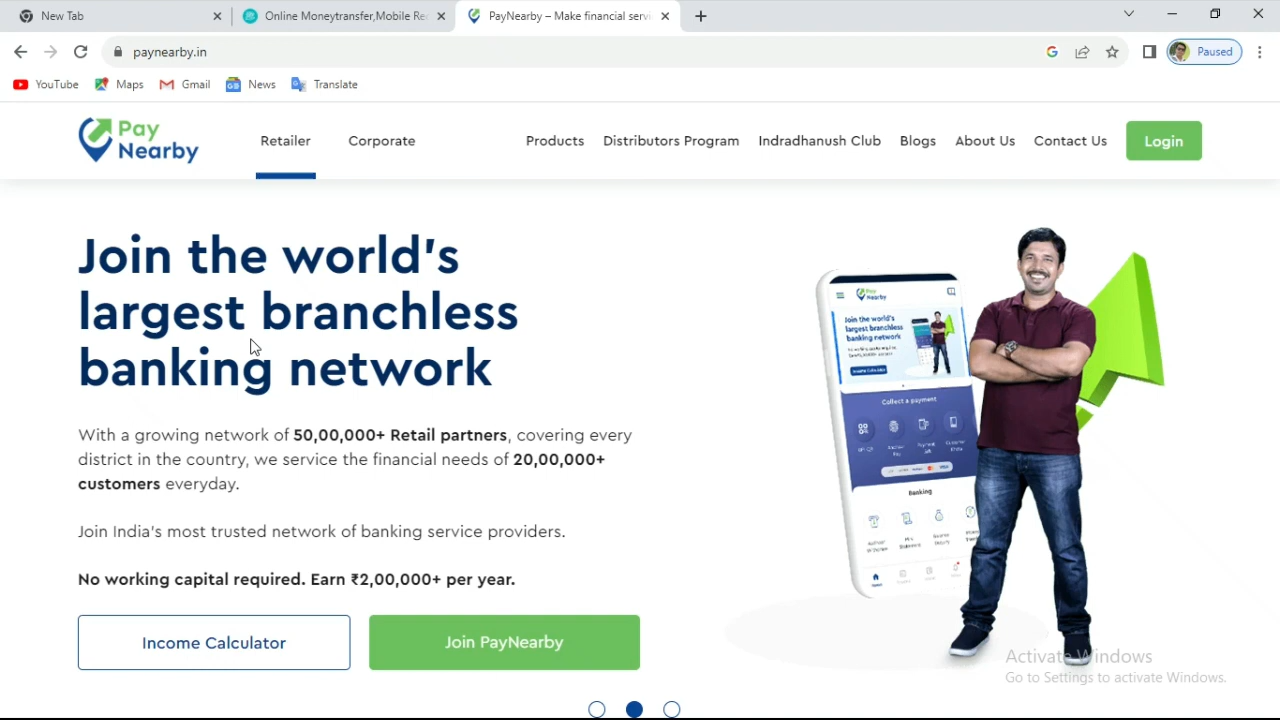 New Tab
Online Moneytransfer,Mobile Re
PayNearby – Make financial servi
paynearby.in
Paused
YouTube
Maps
Gmail
News
Translate
Pay
Nearby
Retailer
Corporate
Products
Distributors Program
Indradhanush Club
Blogs
About Us
Contact Us
Login
Join the world's
largest branchless
banking network
With a growing network of 50,00,000+ Retail partners, covering every
district in the country, we service the financial needs of 20,00,000+
customers everyday.
Join India's most trusted network of banking service providers.
No working capital required. Earn ₹2,00,000+ per year.
Income Calculator
Join PayNearby
Pay
Nearby
Join the world's
largest branchless
banking network
Income Calculator
Collect a payment
Banking
Activate Windows
Go to Settings to activate Windows.